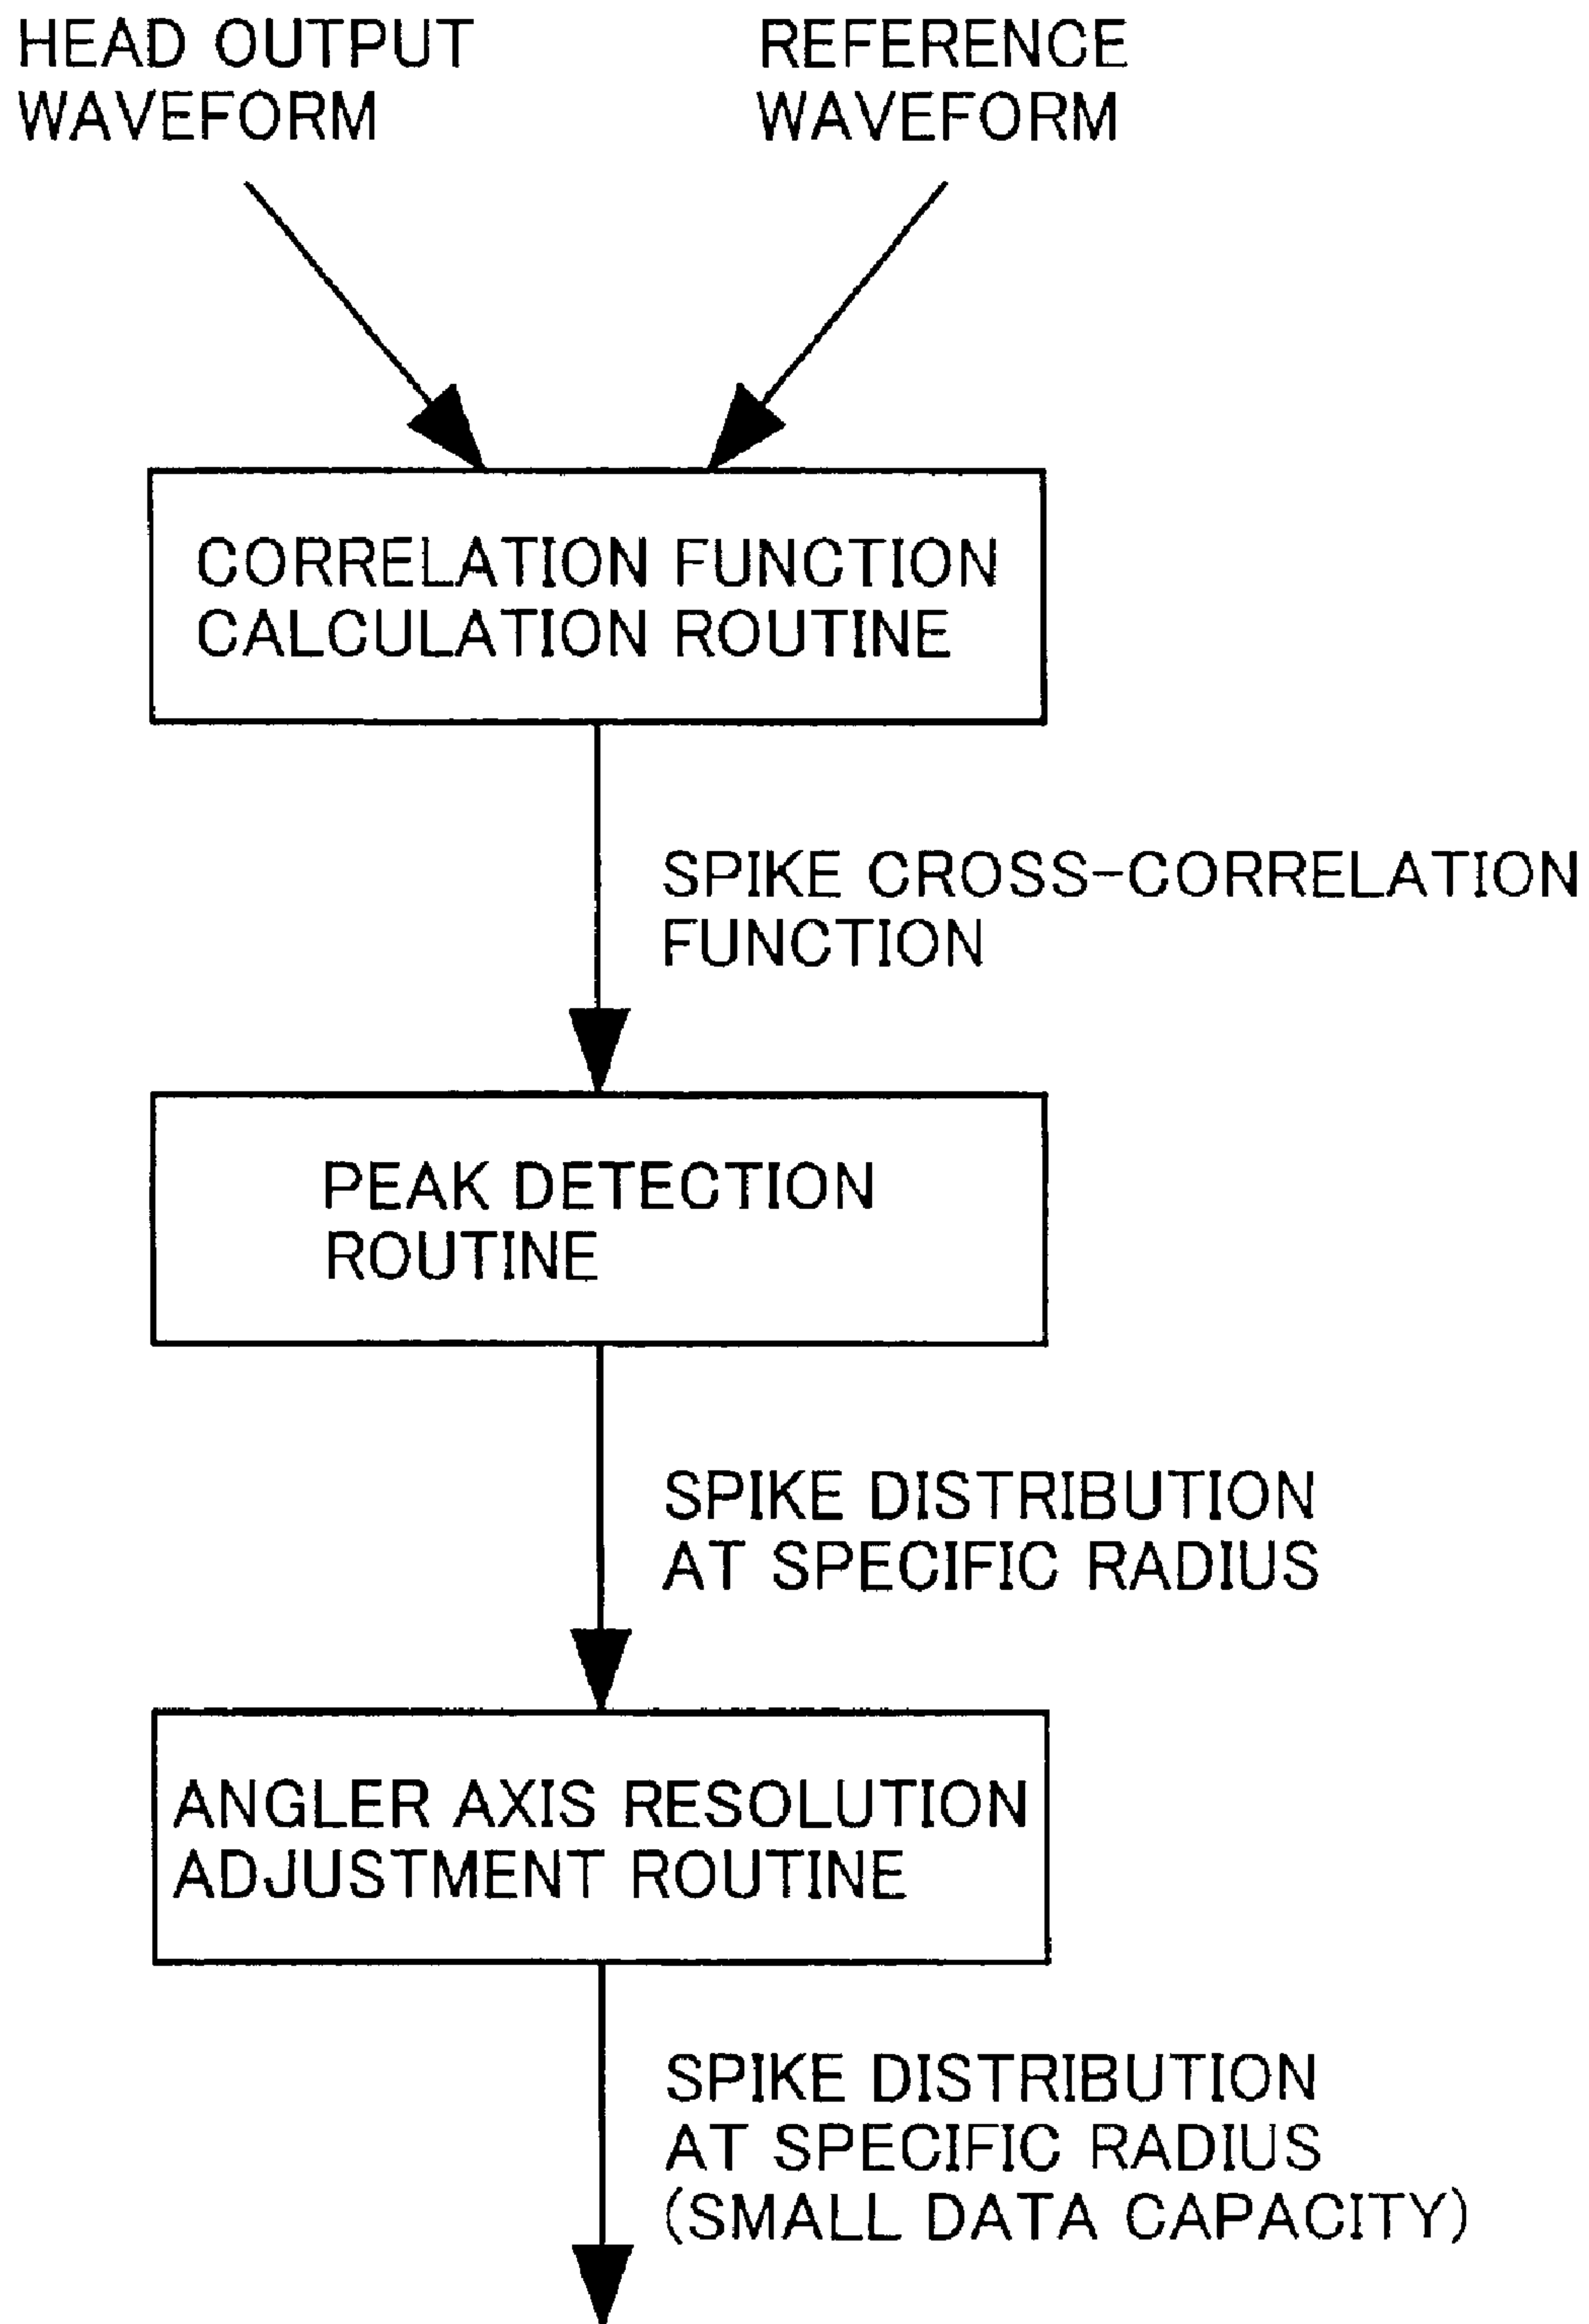 HEAD OUTPUT
WAVEFORM
REFERENCE
WAVEFORM
CORRELATION FUNCTION
CALCULATION ROUTINE
SPIKE CROSS-CORRELATION
FUNCTION
PEAK DETECTION
ROUTINE
SPIKE DISTRIBUTION
AT SPECIFIC RADIUS
ANGLER AXIS RESOLUTION
ADJUSTMENT ROUTINE
SPIKE DISTRIBUTION
AT SPECIFIC RADIUS
(SMALL DATA CAPACITY)